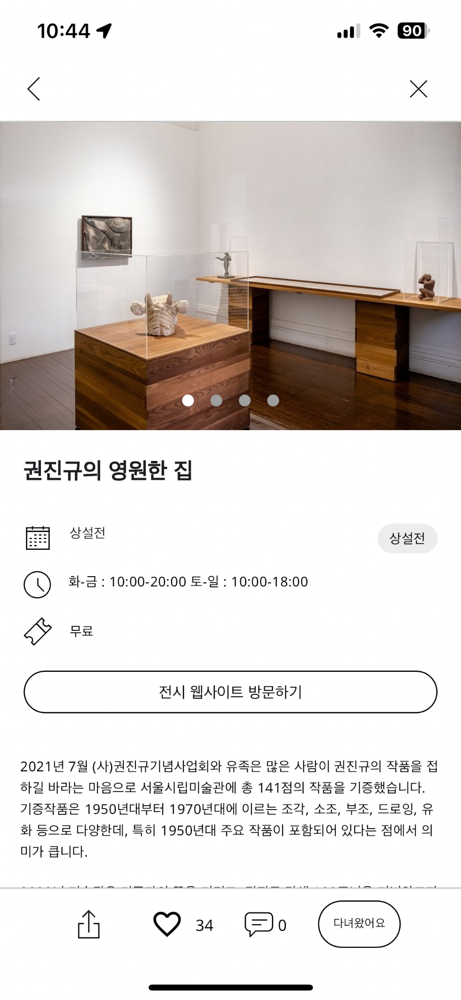 10:44
90
권진규의 영원한 집
상설전
상설전
화-금 : 10:00-20:00 토-일 : 10:00-18:00
무료
전시 웹사이트 방문하기
2021년 7월 (사)권진규기념사업회와 유족은 많은 사람이 권진규의 작품을 접
하길 바라는 마음으로 서울시립미술관에 총 141점의 작품을 기증했습니다.
기증작품은 1950년대부터 1970년대에 이르는 조각, 소조, 부조, 드로잉, 유
화 등으로 다양한데, 특히 1950년대 주요 작품이 포함되어 있다는 점에서 의
미가 큽니다.
34
0
다녀왔어요